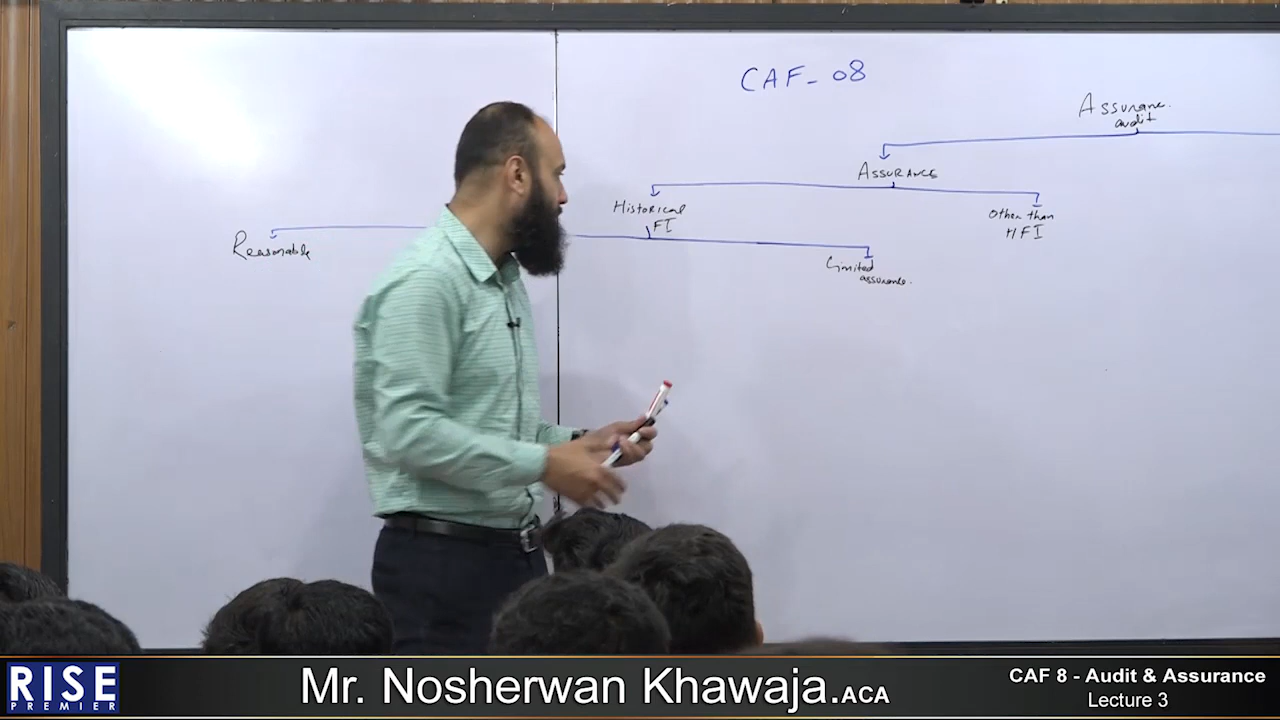 CAF - 08
Assurance
audit
ASSURANCE
Historical
FI
Other than
HFI
Reasonable
Limited
assurance.
RISE
PREMIER
Mr. Nosherwan Khawaja.ACA
CAF 8 - Audit & Assurance
Lecture 3